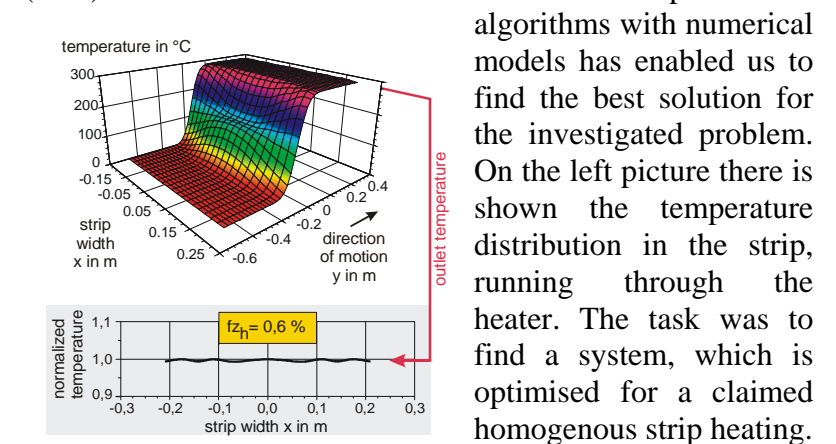 algorithms with numerical
models has enabled us to
find the best solution for
the investigated problem.
On the left picture there is
shown the temperature
distribution in the strip,
running through the
heater. The task was to
find a system, which is
optimised for a claimed
homogenous strip heating.
temperature in °C
300
200
100
0
-0.15
-0.05
0.05
0.15
0.25
strip
width
x in m
-0.6
-0.4
-0.2
0
0.2
0.4
direction
of motion
y in m
outlet temperature
normalized
temperature
1,1
1,0
0,9
fzh= 0,6 %
-0,3 -0,2 -0,1 0,0 0,1 0,2 0,3
strip width x in m